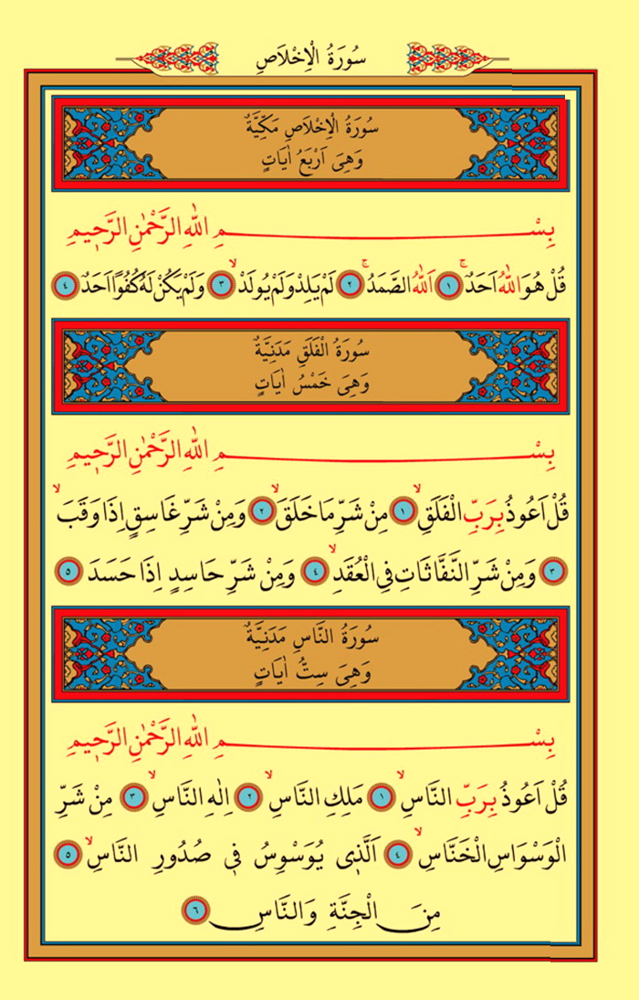 سُورَةُ الْاِخْلَاصِ
سُورَةُ الْاِخْلَاصِ مَكِّيَّةٌ
وَهِىَ اَرْبَعُ اٰيَاتٍ
بِسْمِ اللّٰهِ الرَّحْمٰنِ الرَّحٖيمِ
قُلْ هُوَ اللّٰهُ اَحَدٌۚ ﴿١﴾ اَللّٰهُ الصَّمَدُۚ ﴿٢﴾ لَمْ يَلِدْ وَلَمْ يُولَدْۙ ﴿٣﴾ وَلَمْ يَكُنْ لَهُ كُفُوًا اَحَدٌ ﴿٤﴾
سُورَةُ الْفَلَقِ مَدَنِيَّةٌ
وَهِىَ خَمْسُ اٰيَاتٍ
بِسْمِ اللّٰهِ الرَّحْمٰنِ الرَّحٖيمِ
قُلْ اَعُوذُ بِرَبِّ الْفَلَقِۙ ﴿١﴾ مِنْ شَرِّ مَا خَلَقَۙ ﴿٢﴾ وَمِنْ شَرِّ غَاسِقٍ اِذَا وَقَبَۙ
﴿٣﴾ وَمِنْ شَرِّ النَّفَّاثَاتِ فِى الْعُقَدِۙ ﴿٤﴾ وَمِنْ شَرِّ حَاسِدٍ اِذَا حَسَدَ ﴿٥﴾
سُورَةُ النَّاسِ مَدَنِيَّةٌ
وَهِىَ سِتُّ اٰيَاتٍ
بِسْمِ اللّٰهِ الرَّحْمٰنِ الرَّحٖيمِ
قُلْ اَعُوذُ بِرَبِّ النَّاسِۙ ﴿١﴾ مَلِكِ النَّاسِۙ ﴿٢﴾ اِلٰهِ النَّاسِۙ ﴿٣﴾ مِنْ شَرِّ
الْوَسْوَاسِ الْخَنَّاسِۙ ﴿٤﴾ اَلَّذٖى يُوَسْوِسُ فٖى صُدُورِ النَّاسِۙ ﴿٥﴾
مِنَ الْجِنَّةِ وَالنَّاسِ ﴿٦﴾